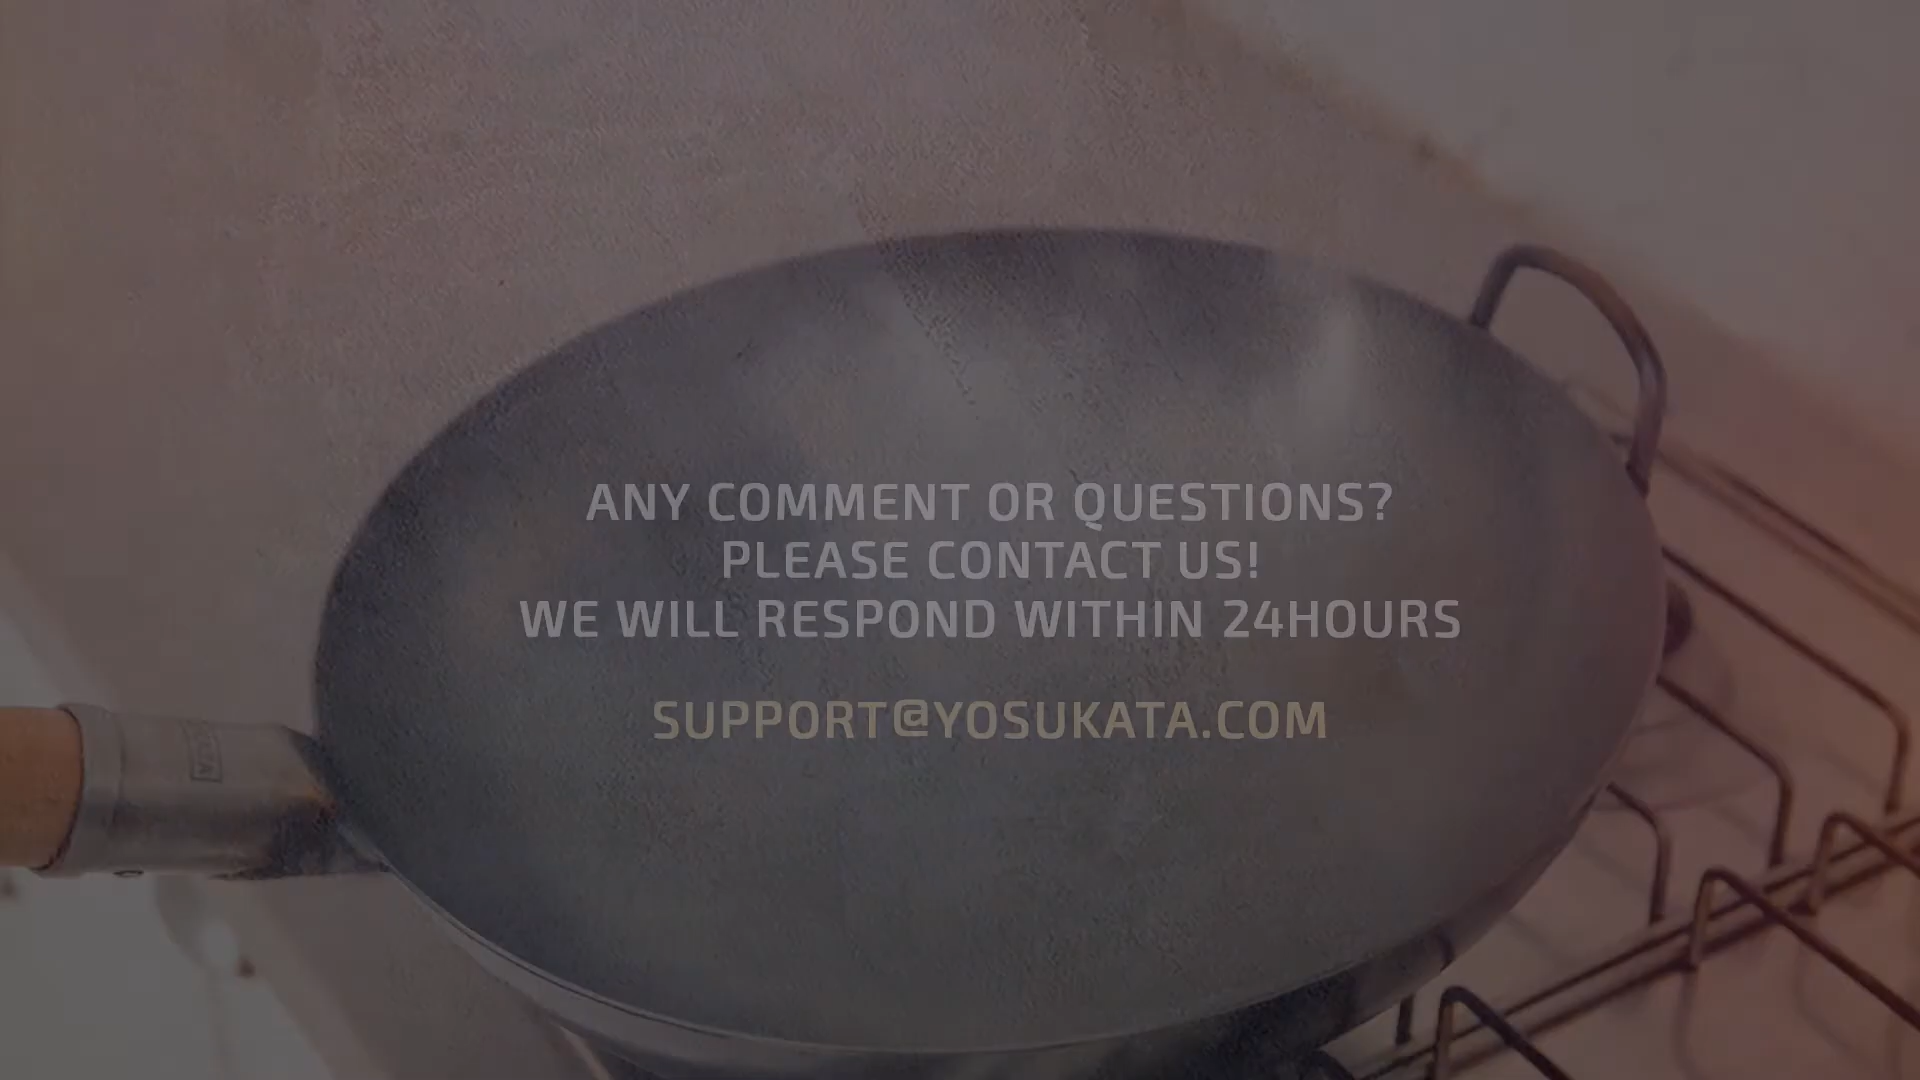 ANY COMMENT OR QUESTIONS?
PLEASE CONTACT US!
WE WILL RESPOND WITHIN 24HOURS
SUPPORT@YOSUKATA.COM